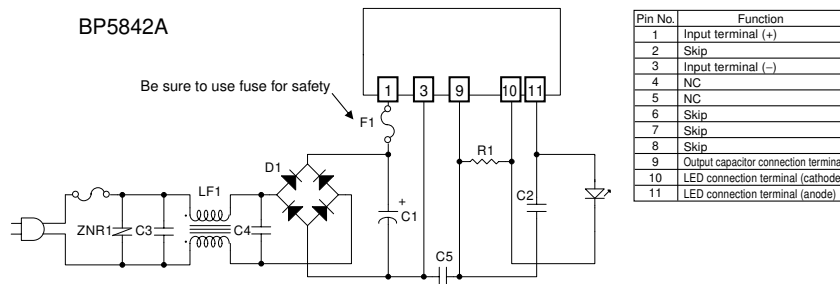 BP5842A
Be sure to use fuse for safety
1 3 9 10 11
F1
R1
D1
LF1
+
C1
C2
ZNR1 C3 C4
C5
Pin No. Function
1 Input terminal (+)
2 Skip
3 Input terminal (−)
4 NC
5 NC
6 Skip
7 Skip
8 Skip
9 Output capacitor connection termina
10 LED connection terminal (cathode
11 LED connection terminal (anode)